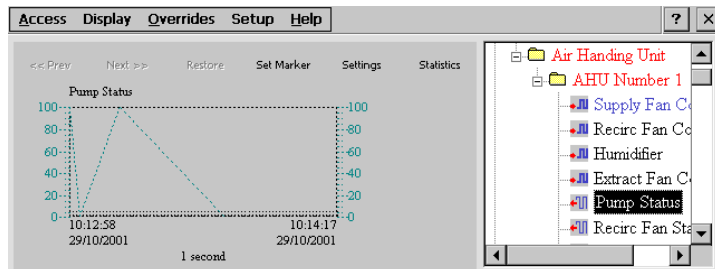 Access Display Overrides Setup Help ? ×
<< Prev Next >> Restore Set Marker Settings Statistics
Pump Status
100 100
80 80
60 60
40 40
20 20
0 0
10:12:58 10:14:17
29/10/2001 29/10/2001
1 second
Air Handing Unit
AHU Number 1
Supply Fan Co
Recirc Fan Co
Humidifier
Extract Fan C
Pump Status
Recirc Fan Sta